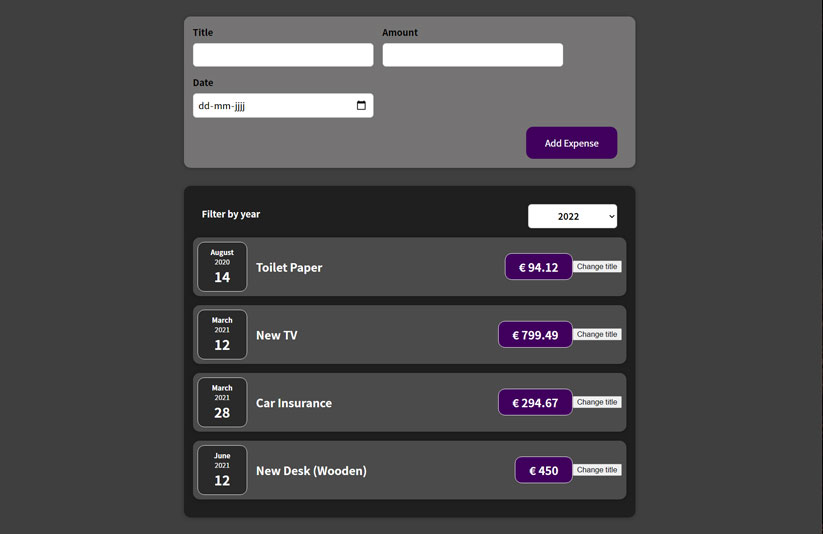 Title Amount
Date
dd-mm-jjjj
Add Expense
Filter by year 2022
August
2020
14
Toilet Paper € 94.12 Change title
March
2021
12
New TV € 799.49 Change title
March
2021
28
Car Insurance € 294.67 Change title
June
2021
12
New Desk (Wooden) € 450 Change title